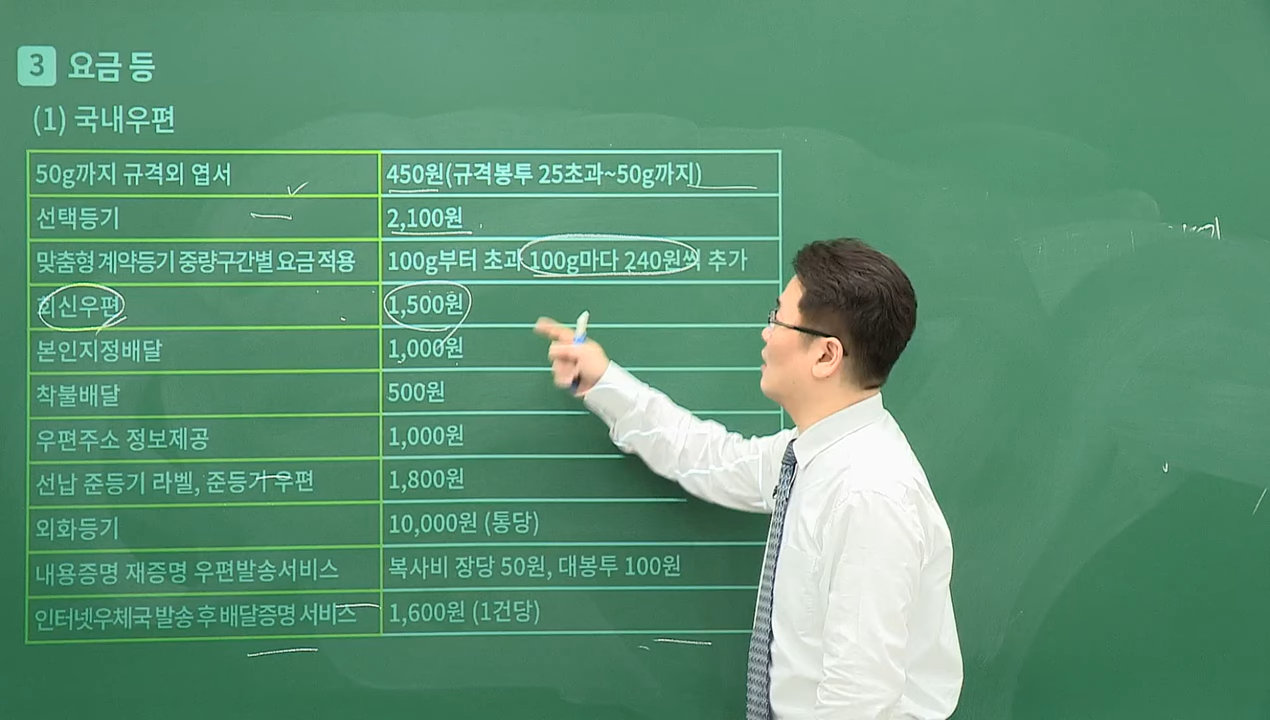 3 요금 등
(1) 국내우편
50g까지 규격외 엽서 450원(규격봉투 25초과~50g까지)
선택등기 2,100원
맞춤형 계약등기 중량구간별 요금 적용 100g부터 초과 100g마다 240원씩 추가
회신우편 1,500원
본인지정배달 1,000원
착불배달 500원
우편주소 정보제공 1,000원
선납 준등기 라벨, 준등기 우편 1,800원
외화등기 10,000원 (통당)
내용증명 재증명 우편발송서비스 복사비 장당 50원, 대봉투 100원
인터넷우체국 발송 후 배달증명 서비스 1,600원 (1건당)